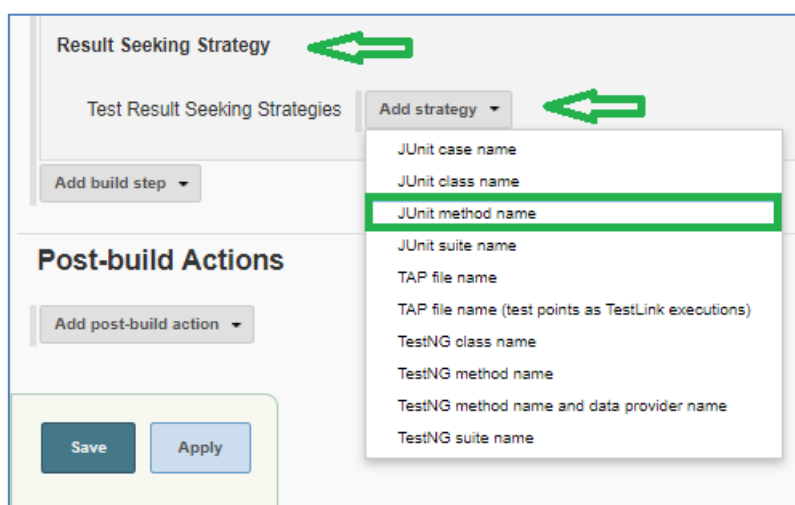 Result Seeking Strategy
Test Result Seeking Strategies Add strategy
JUnit case name
JUnit class name
JUnit method name
JUnit suite name
TAP file name
TAP file name (test points as TestLink executions)
TestNG class name
TestNG method name
TestNG method name and data provider name
TestNG suite name
Add build step
Post-build Actions
Add post-build action
Save Apply